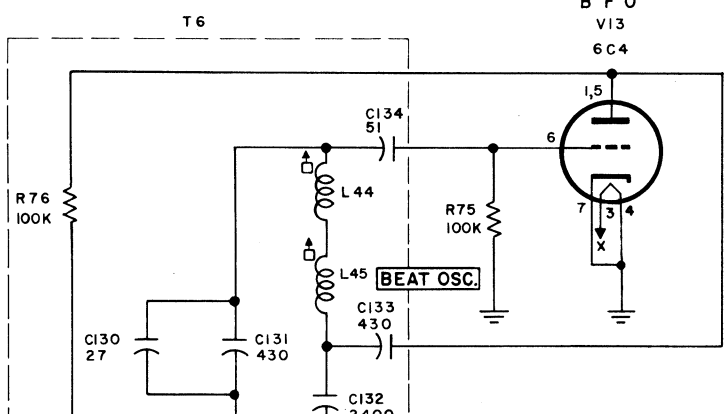 B F O
T6
V13
6C4
1,5
C134
51
6
L44
R76
100K
R75
100K
7
3
4
X
L45
BEAT OSC.
C133
430
C130
27
C131
430
C132
2400